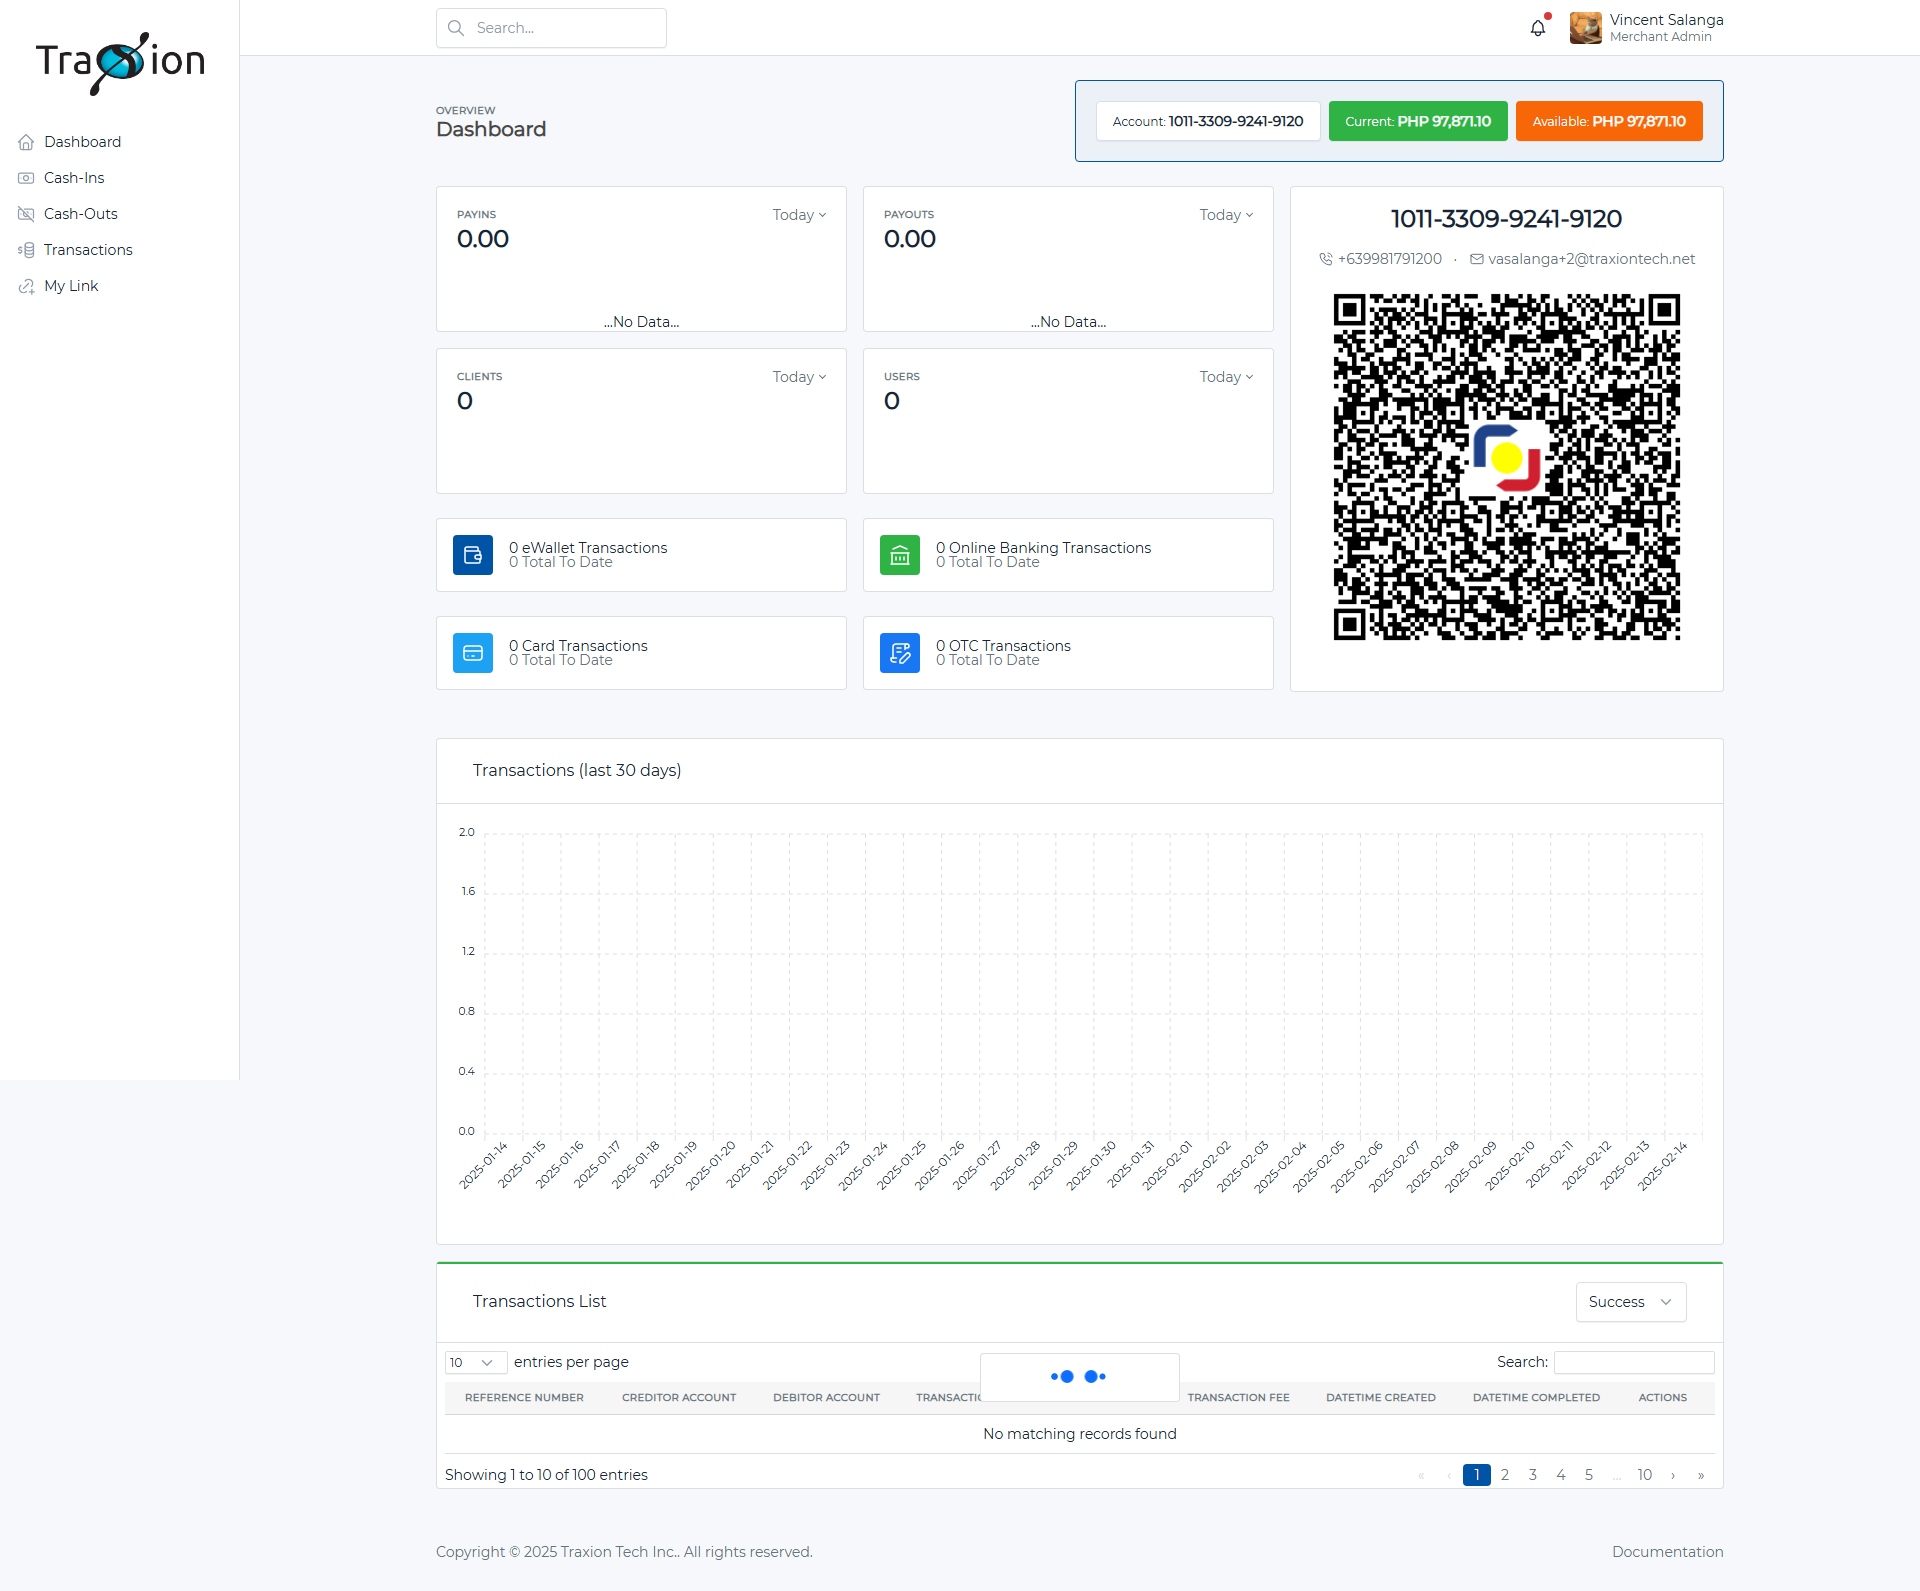 Traxion
Dashboard
Cash-Ins
Cash-Outs
Transactions
My Link
Search...
Vincent Salanga
Merchant Admin
OVERVIEW
Dashboard
Account: 1011-3309-9241-9120
Current: PHP 97,871.10
Available: PHP 97,871.10
PAYINS
Today
0.00
...No Data...
PAYOUTS
Today
0.00
...No Data...
CLIENTS
Today
0
USERS
Today
0
0 eWallet Transactions
0 Total To Date
0 Online Banking Transactions
0 Total To Date
0 Card Transactions
0 Total To Date
0 OTC Transactions
0 Total To Date
1011-3309-9241-9120
+639981791200 · vasalanga+2@traxiontech.net
Transactions (last 30 days)
2.0
1.6
1.2
0.8
0.4
0.0
2025-01-14
2025-01-15
2025-01-16
2025-01-17
2025-01-18
2025-01-19
2025-01-20
2025-01-21
2025-01-22
2025-01-23
2025-01-24
2025-01-25
2025-01-26
2025-01-27
2025-01-28
2025-01-29
2025-01-30
2025-01-31
2025-02-01
2025-02-02
2025-02-03
2025-02-04
2025-02-05
2025-02-06
2025-02-07
2025-02-08
2025-02-09
2025-02-10
2025-02-11
2025-02-12
2025-02-13
2025-02-14
Transactions List
Success
10 entries per page
Search:
REFERENCE NUMBER CREDITOR ACCOUNT DEBITOR ACCOUNT TRANSACTION FEE DATETIME CREATED DATETIME COMPLETED ACTIONS
No matching records found
Showing 1 to 10 of 100 entries
« ‹ 1 2 3 4 5 ... 10 › »
Copyright © 2025 Traxion Tech Inc.. All rights reserved.
Documentation